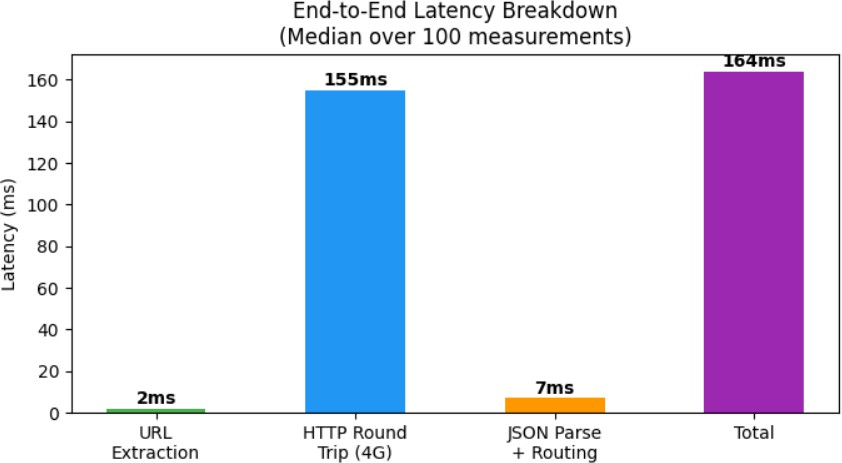 End-to-End Latency Breakdown
(Median over 100 measurements)
Latency (ms)
160
140
120
100
80
60
40
20
0
155ms
164ms
2ms
7ms
URL
Extraction
HTTP Round
Trip (4G)
JSON Parse
+ Routing
Total